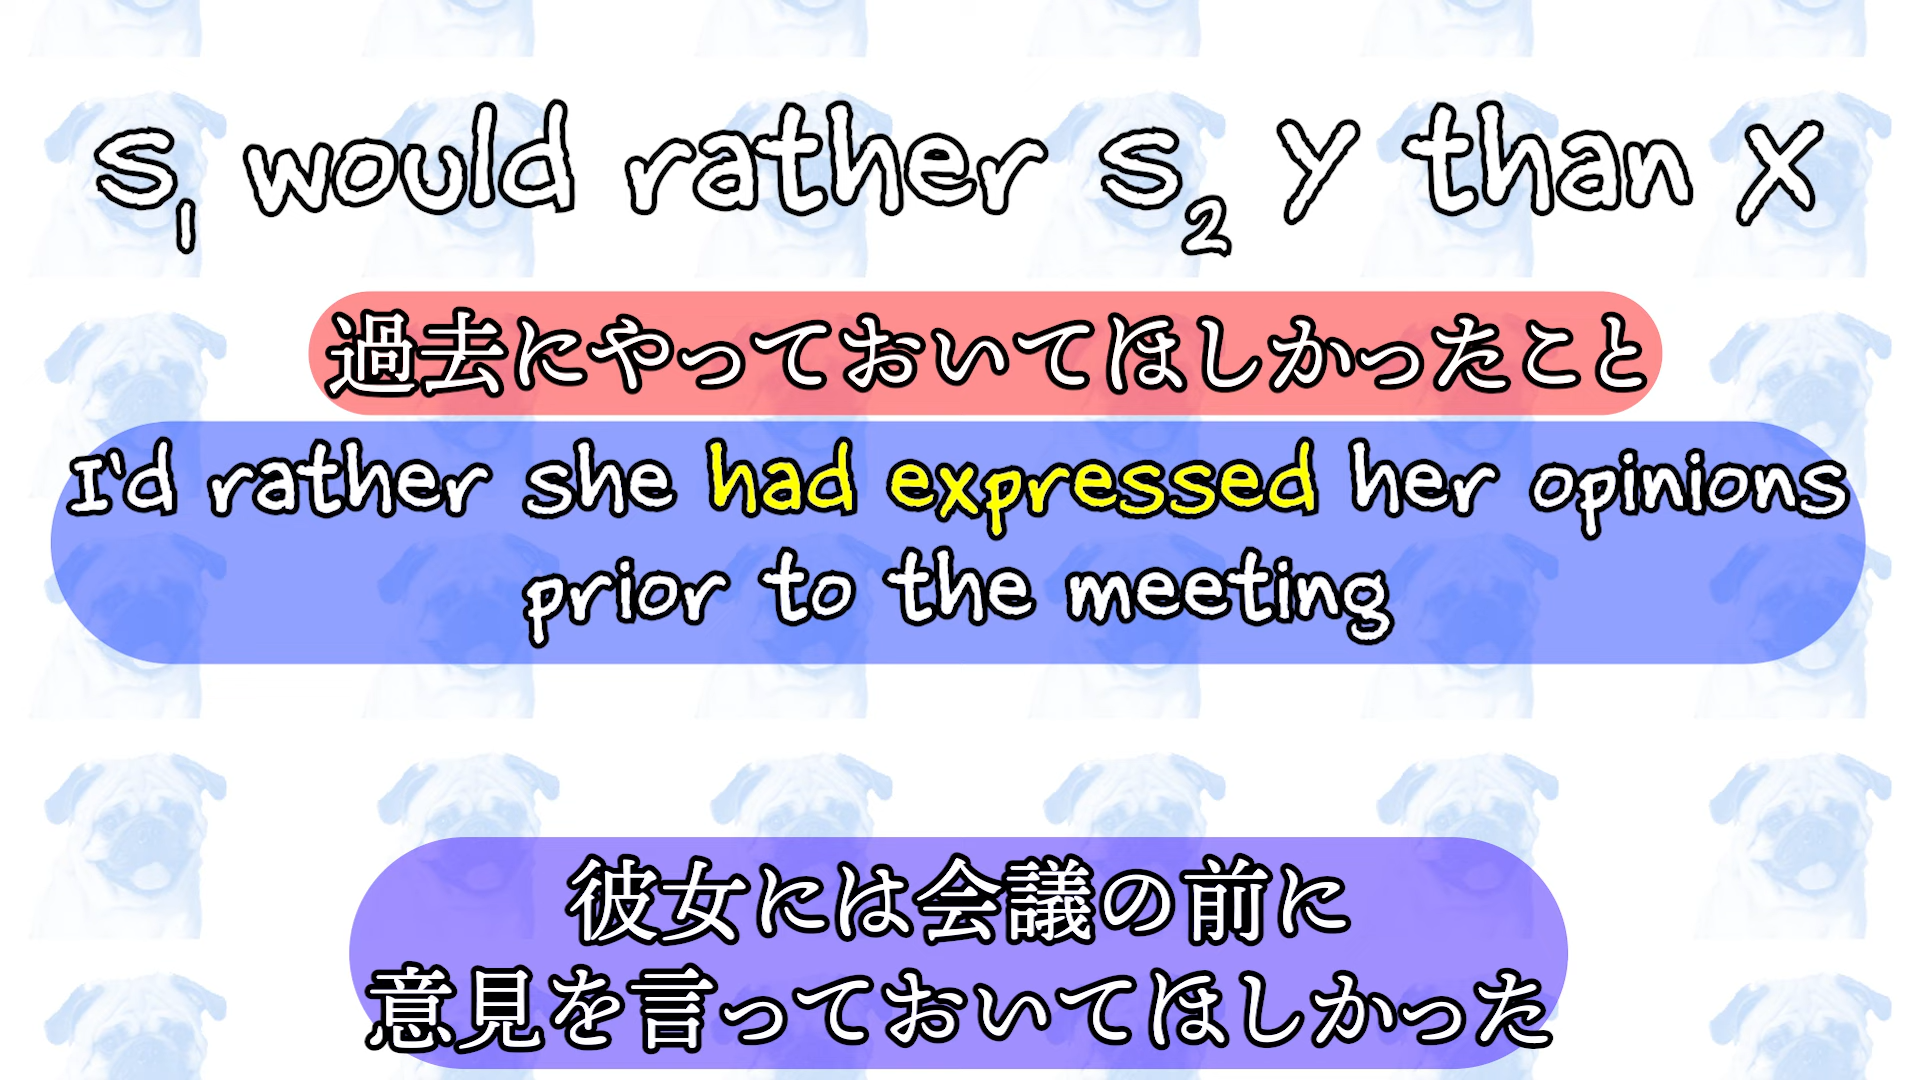 S₁ would rather S₂ Y than X
過去にやっておいてほしかったこと
I'd rather she had expressed her opinions
prior to the meeting
彼女には会議の前に
意見を言っておいてほしかった